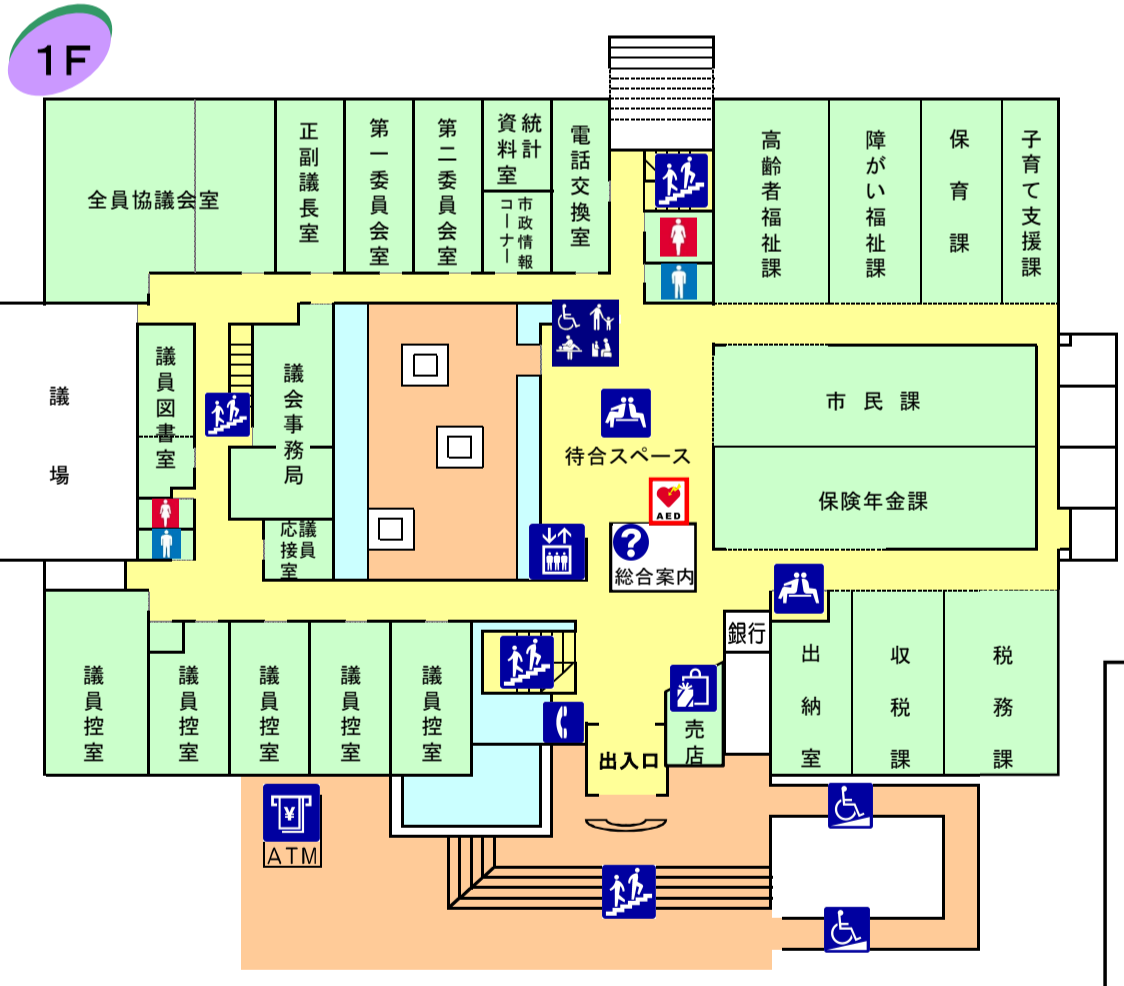 1F
全員協議会室
正副議長室
第一委員会室
第二委員会室
統計
資料室
市政情報
コーナー
電話交換室
高齢者福祉課
障がい福祉課
保育課
子育て支援課
議場
議員図書室
議会事務局
議員
応接室
待合スペース
AED
?
総合案内
市民課
保険年金課
議員控室
議員控室
議員控室
議員控室
議員控室
銀行
売店
出入口
出納室
収税課
税務課
¥
ATM